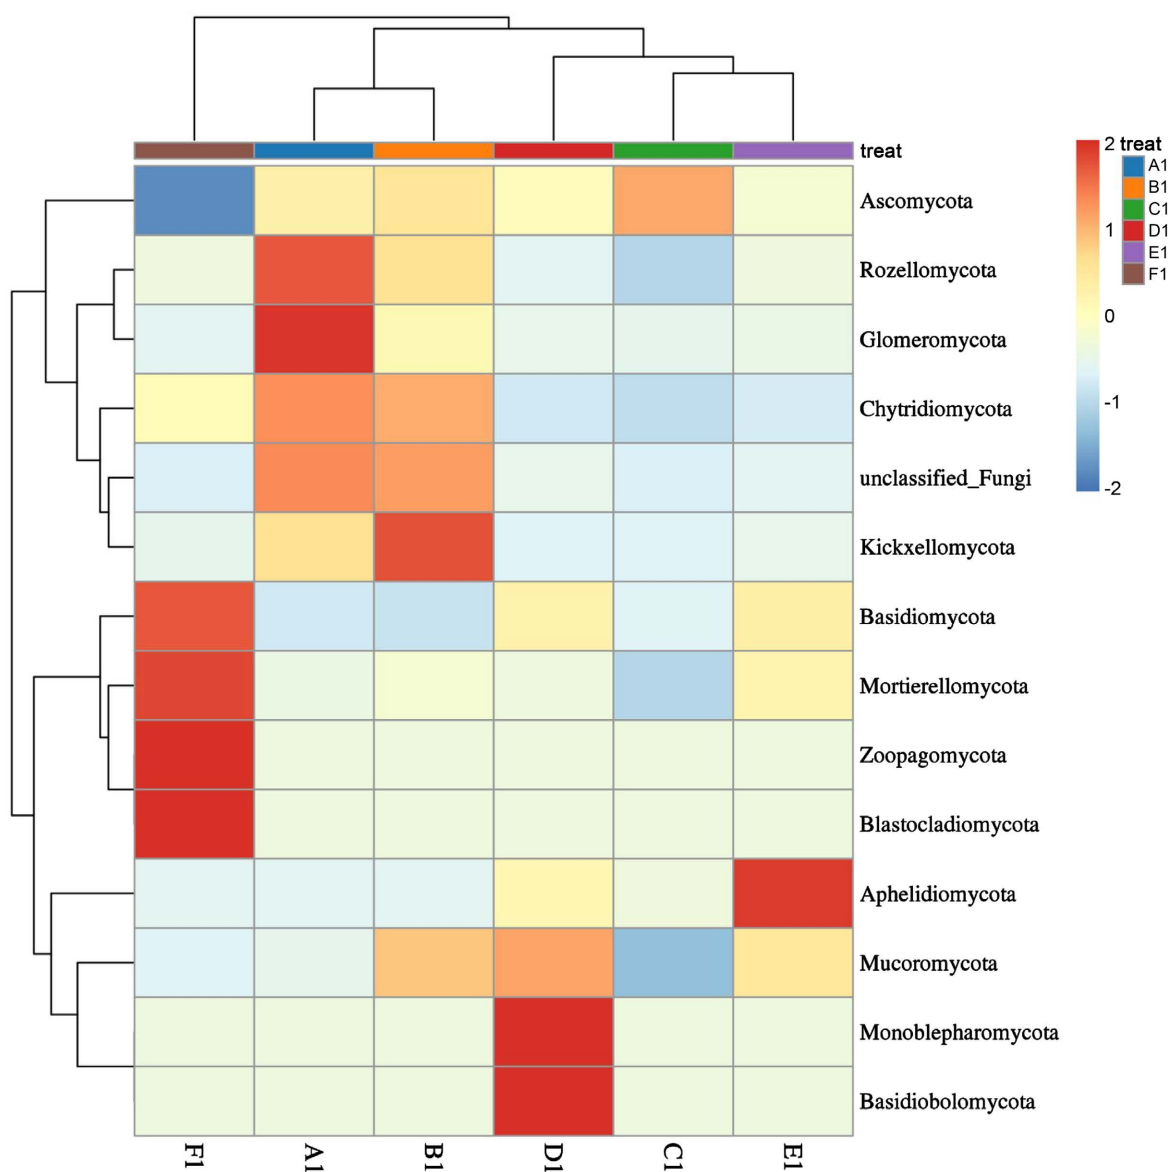 treat
Ascomycota
Rozellomycota
Glomeromycota
Chytridiomycota
unclassified_Fungi
Kickxellomycota
Basidiomycota
Mortierellomycota
Zoopagomycota
Blastocladiomycota
Aphelidiomycota
Mucoromycota
Monoblepharomycota
Basidiobolomycota
F1
A1
B1
D1
C1
E1
2
1
0
-1
-2
treat
A1
B1
C1
D1
E1
F1